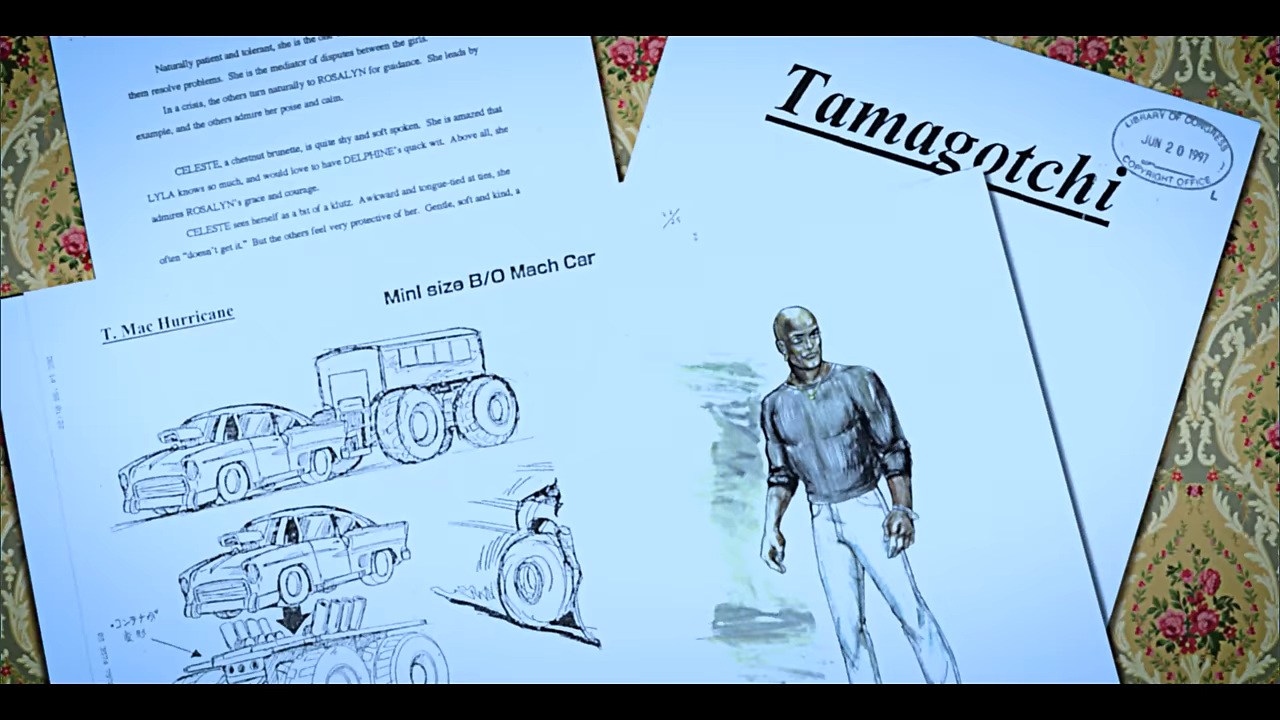 Naturally patient and tolerant, she is the one
them resolve problems. She is the mediator of disputes between the girls.
In a crisis, the others turn naturally to ROSALYN for guidance. She leads by
example, and the others admire her poise and calm.
CELESTE, a chestnut brunette, is quite shy and soft spoken. She is amazed that
LYLA knows so much, and would love to have DELPHINE's quick wit. Above all, she
admires ROSALYN's grace and courage.
CELESTE sees herself as a bit of a klutz. Awkward and tongue-tied at times, she
often "doesn't get it." But the others feel very protective of her. Gentle, soft and kind, a
Tamagotchi
LIBRARY OF CONGRESS
JUN 20 1997
COPYRIGHT OFFICE
L
MinI size B/O Mach Car
T. Mac Hurricane